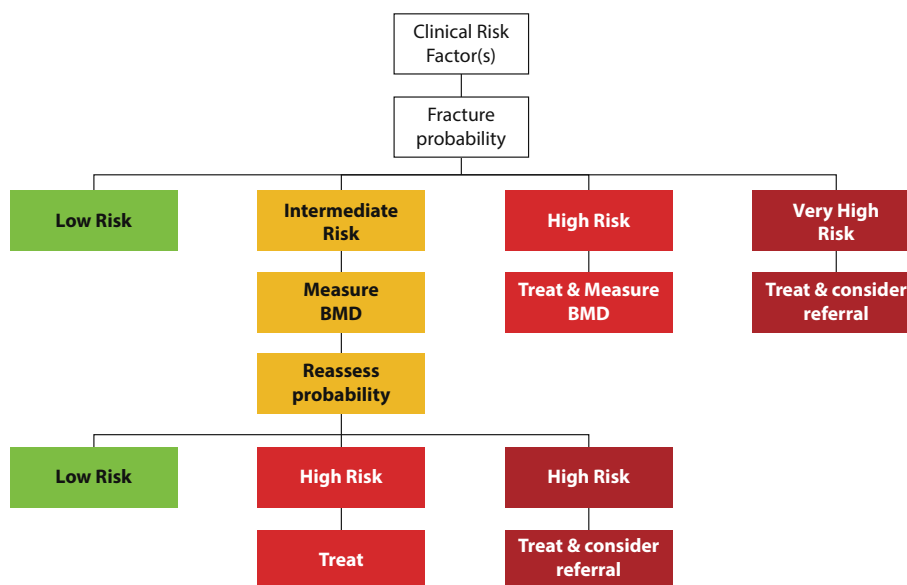 Clinical Risk
Factor(s)
Fracture
probability
Low Risk
Intermediate
Risk
High Risk
Very High
Risk
Measure
BMD
Treat & Measure
BMD
Treat & consider
referral
Reassess
probability
Low Risk
High Risk
High Risk
Treat
Treat & consider
referral